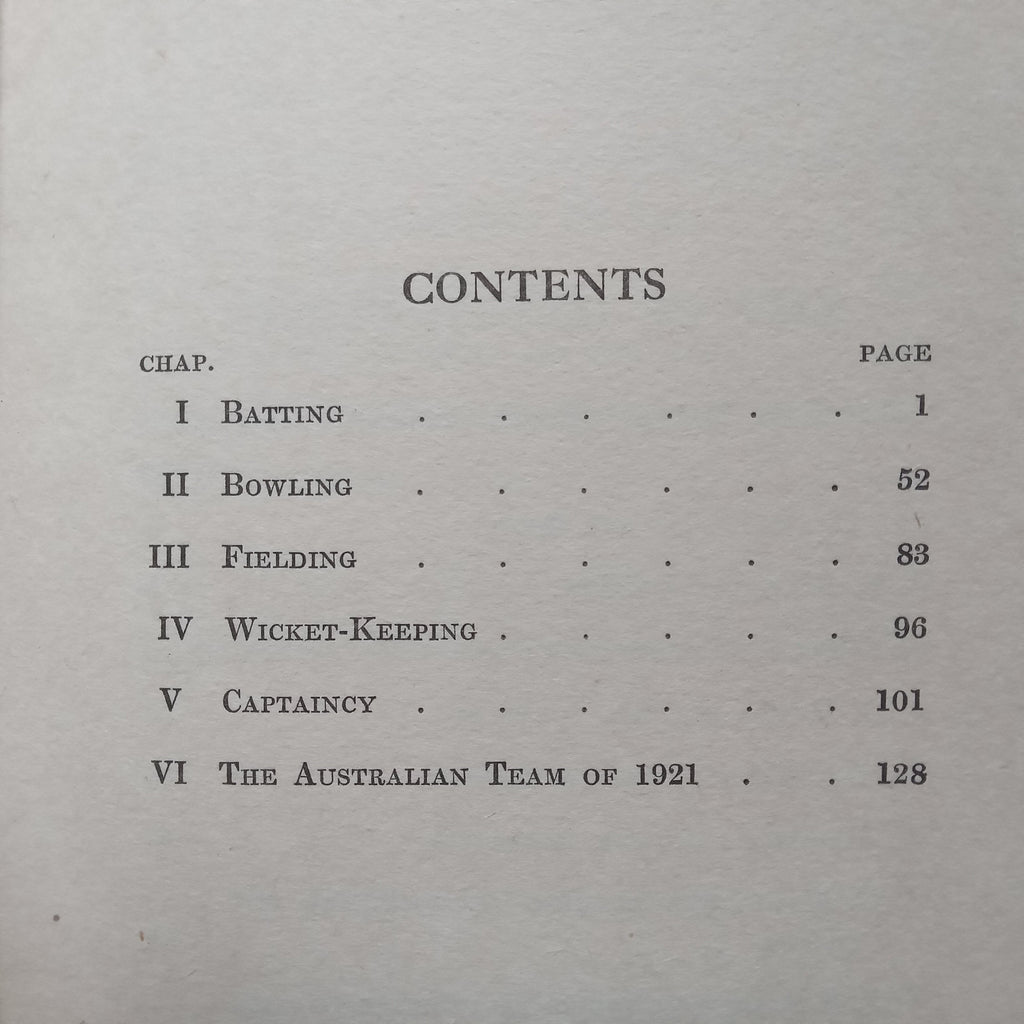 CONTENTS
CHAP. PAGE
I BATTING . . . . . . 1
II BOWLING . . . . . . 52
III FIELDING . . . . . . 83
IV WICKET-KEEPING . . . . . 96
V CAPTAINCY . . . . . . 101
VI THE AUSTRALIAN TEAM OF 1921 . . 128